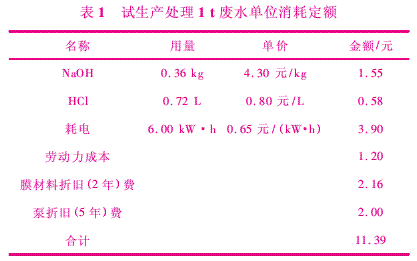 表1 试生产处理1 t废水单位消耗定额
名称 用量 单价 金额/元
NaOH 0.36 kg 4.30 元/kg 1.55
HCl 0.72 L 0.80 元/L 0.58
耗电 6.00 kW·h 0.65 元/(kW·h) 3.90
劳动力成本 1.20
膜材料折旧(2年)费 2.16
泵折旧(5年)费 2.00
合计 11.39